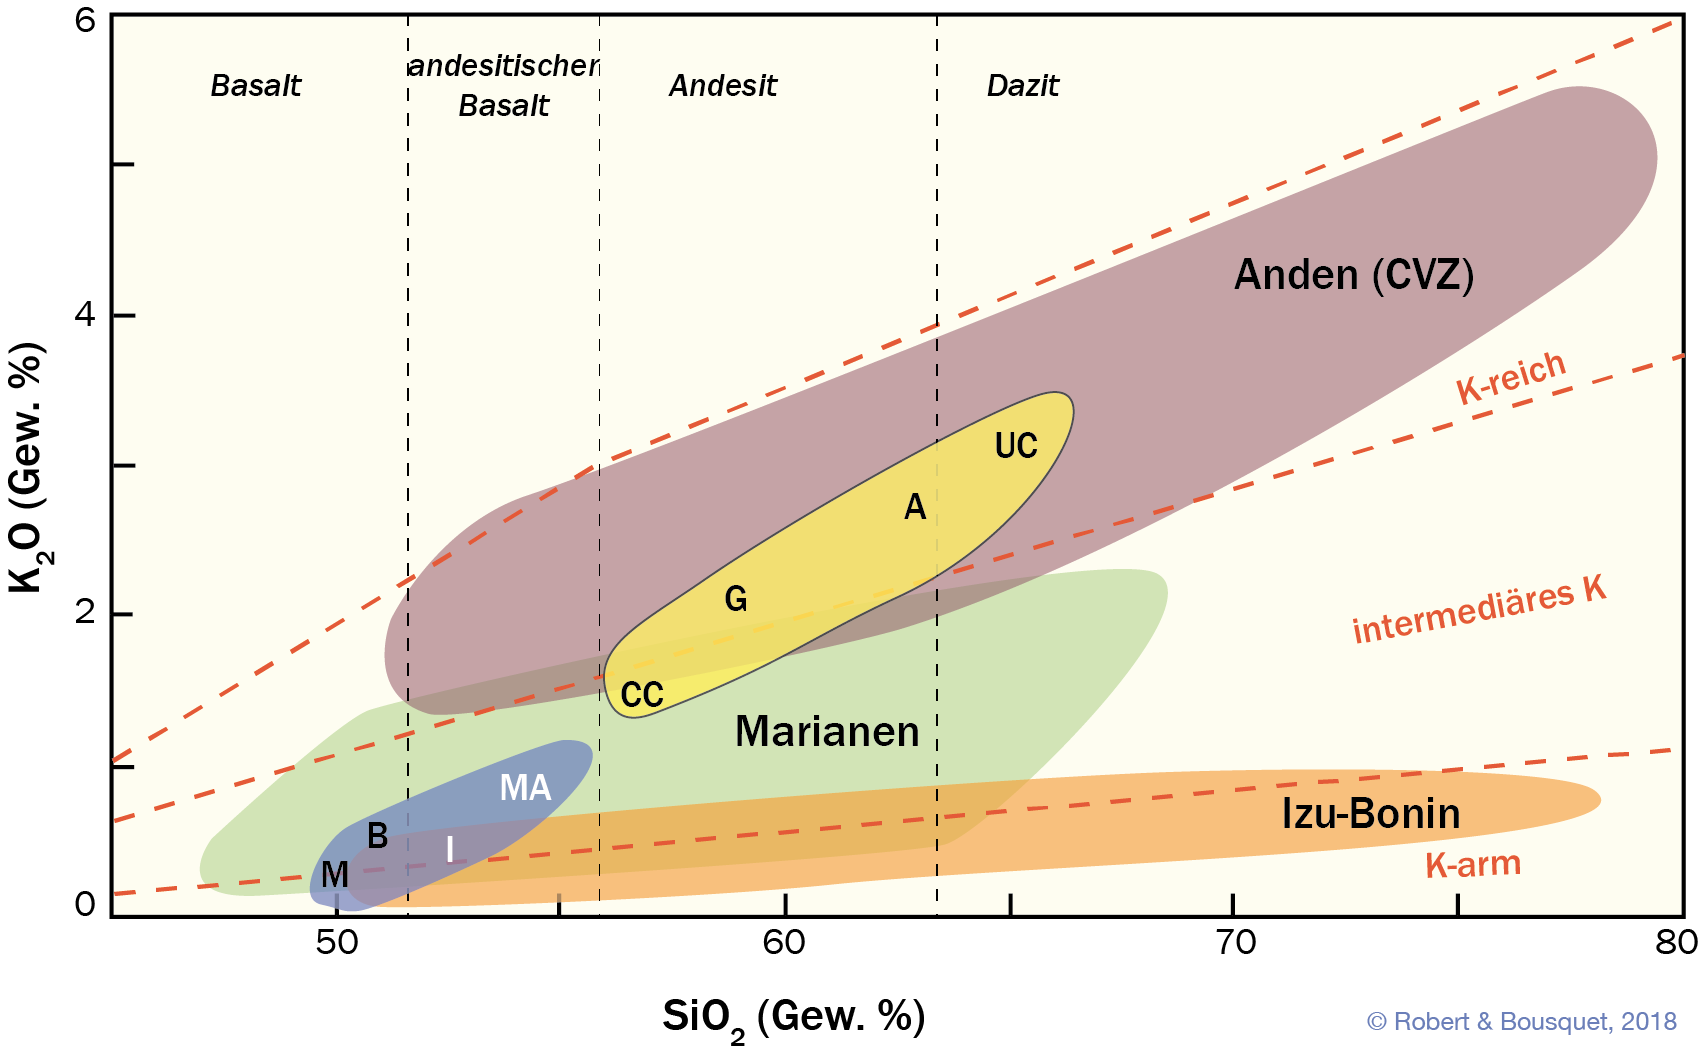 6
Basalt
andesitischer
Basalt
Andesit
Dazit
Anden (CVZ)
4
K-reich
UC
A
G
2
intermediäres K
CC
Marianen
MA
B
I
M
Izu-Bonin
K-arm
0
50
60
70
80
K₂O (Gew. %)
SiO₂ (Gew. %)
© Robert & Bousquet, 2018